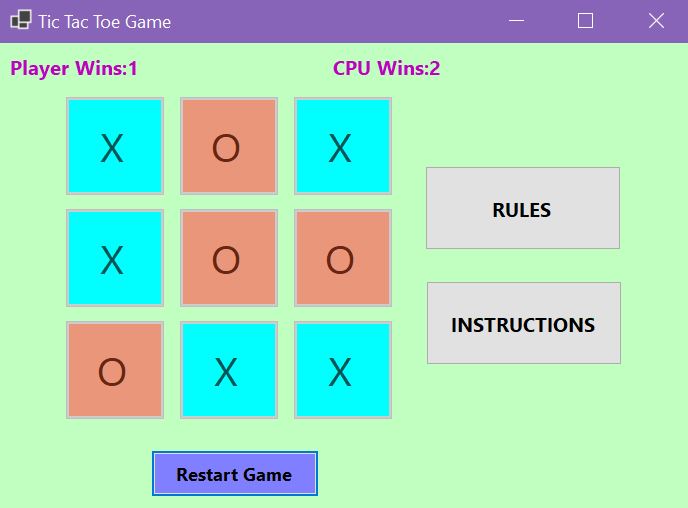 Tic Tac Toe Game
Player Wins:1 CPU Wins:2
X O X
RULES
X O O
INSTRUCTIONS
O X X
Restart Game